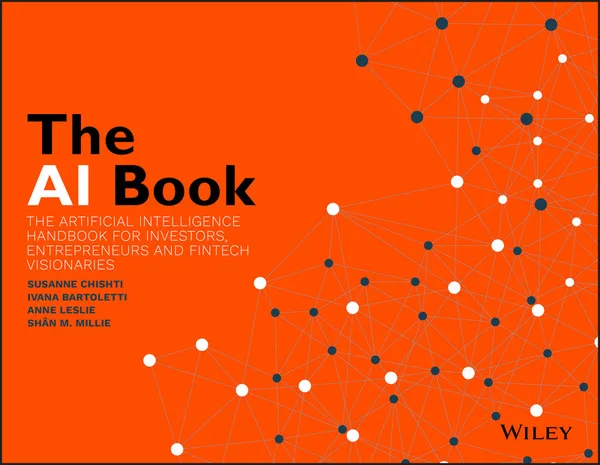 The
AI Book
THE ARTIFICIAL INTELLIGENCE
HANDBOOK FOR INVESTORS,
ENTREPRENEURS AND FINTECH
VISIONARIES
SUSANNE CHISHTI
IVANA BARTOLETTI
ANNE LESLIE
SHÂN M. MILLIE
WILEY